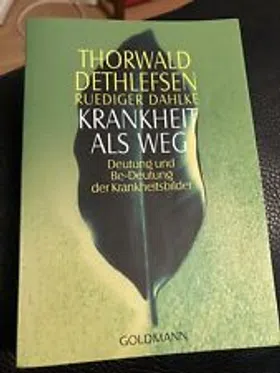 THORWALD
DETHLEFSEN
RUEDIGER DAHLKE
KRANKHEIT
ALS WEG
Deutung und
Be-Deutung
der Krankheitsbilder
GOLDMANN